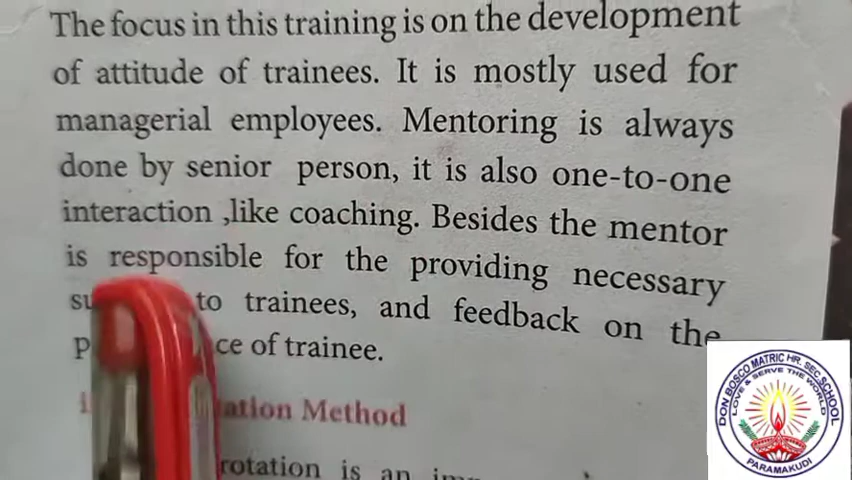 The focus in this training is on the development
of attitude of trainees. It is mostly used for
managerial employees. Mentoring is always
done by senior person, it is also one-to-one
interaction ,like coaching. Besides the mentor
is responsible for the providing necessary
to trainees, and feedback on the
of trainee.
Method
rotation is an
DON BOSCO MATRIC HR. SEC SCHOOL
LOVE & SERVE THE WORLD
PARAMAKUDI